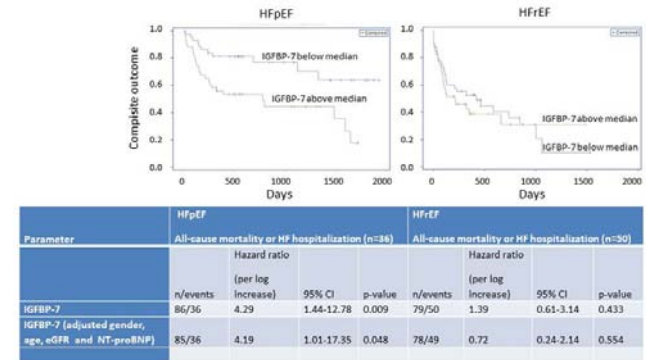 HFpEF
HFrEF
Compisite outcome
1.0
0.8
0.6
0.4
0.2
0.0
IGFBP-7 below median
IGFBP-7 above median
0 500 1000 1500 2000
Days
1.0
0.8
0.6
0.4
0.2
0.0
IGFBP-7 above median
IGFBP-7 below median
0 500 1000 1500 2000
Days
Parameter
HFpEF
HFrEF
All-cause mortality or HF hospitalization (n=36)
All-cause mortality or HF hospitalization (n=50)
n/events
Hazard ratio
(per log
increase)
95% CI
p-value
n/events
Hazard ratio
(per log
increase)
95% CI
p-value
IGFBP-7 86/36 4.29 1.44-12.78 0.009 79/50 1.39 0.61-3.14 0.433
IGFBP-7 (adjusted gender,
age, eGFR and NT-proBNP) 85/36 4.19 1.01-17.35 0.048 78/49 0.72 0.24-2.14 0.554